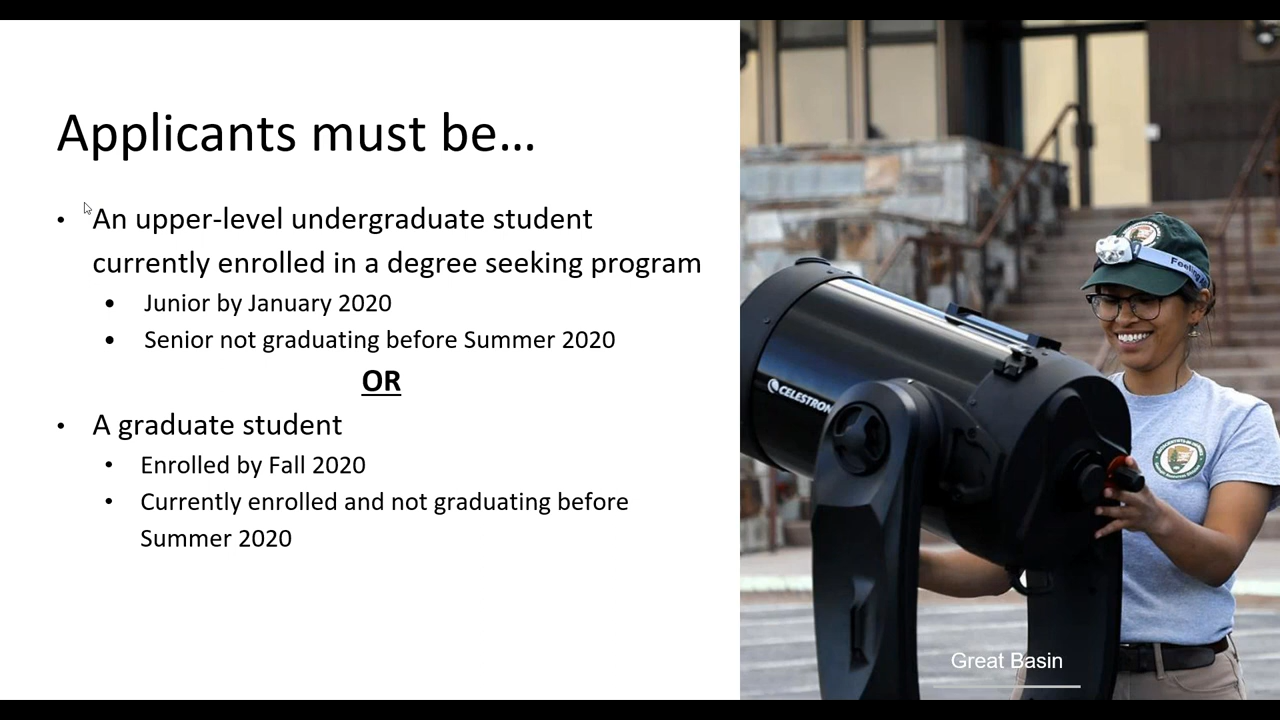 Applicants must be...
• An upper-level undergraduate student
currently enrolled in a degree seeking program
• Junior by January 2020
• Senior not graduating before Summer 2020
OR
• A graduate student
• Enrolled by Fall 2020
• Currently enrolled and not graduating before
Summer 2020
CELESTRON
Great Basin